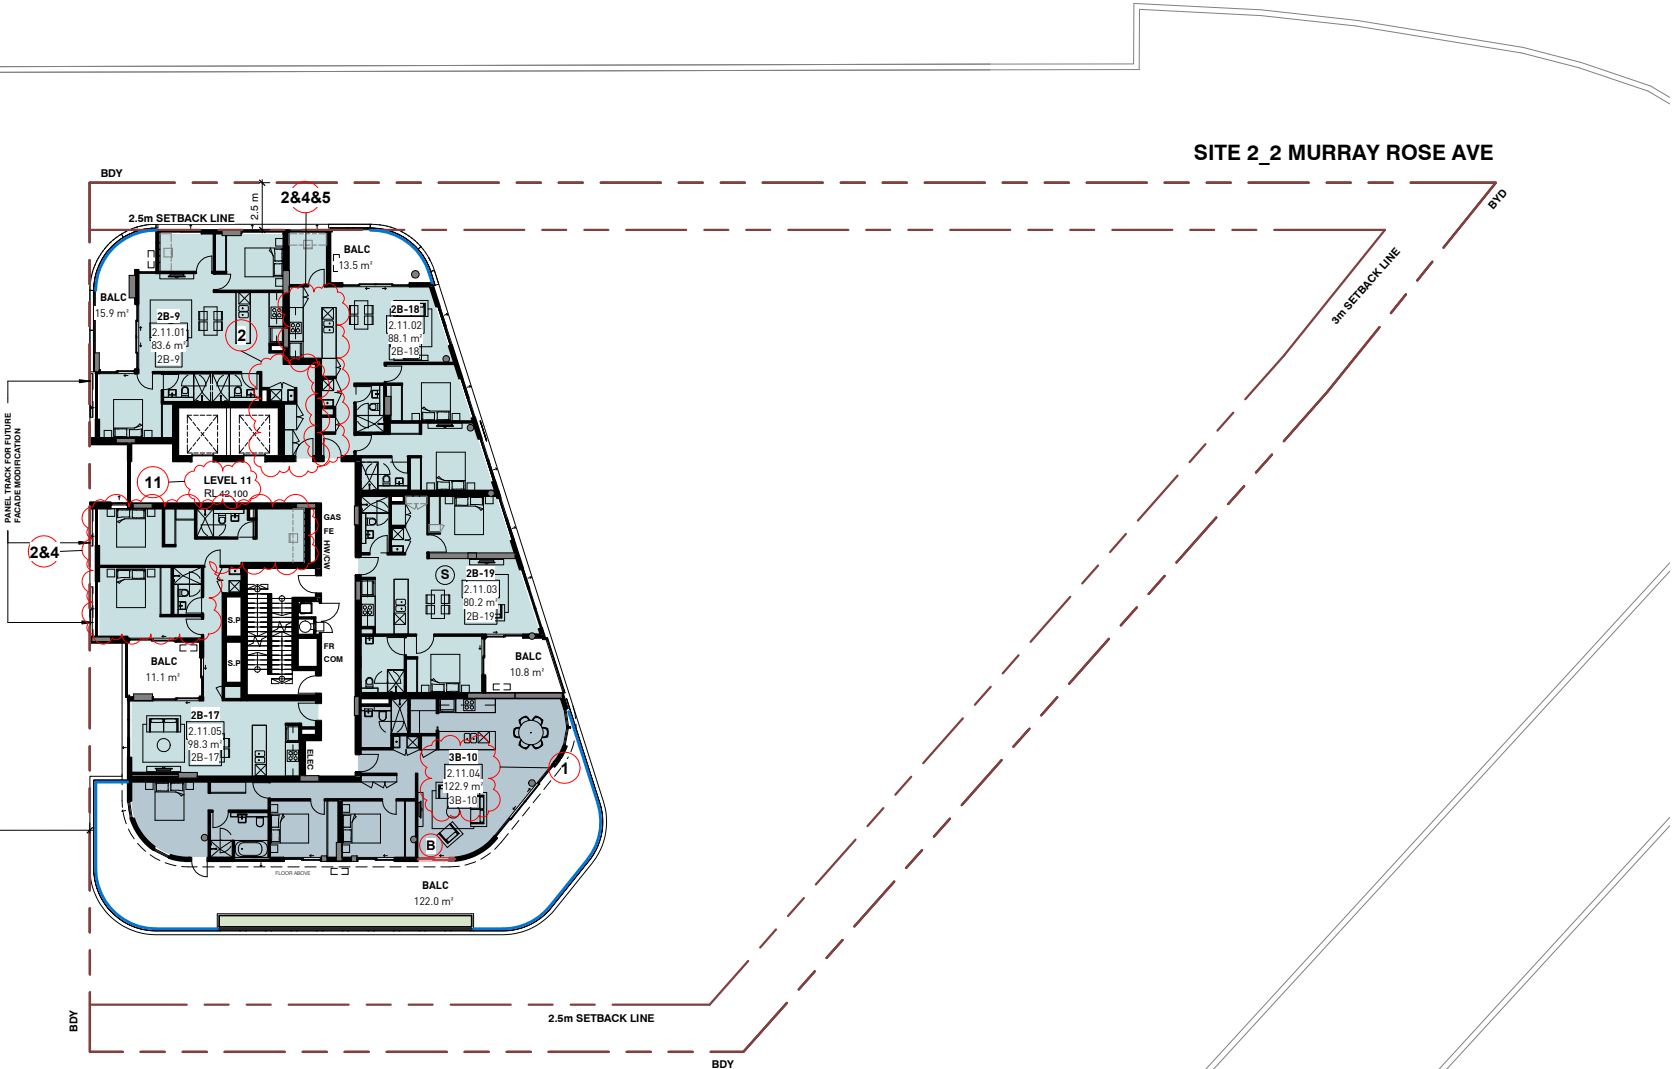 SITE 2_2 MURRAY ROSE AVE
BDY
BYD
2.5 m
2&4&5
2.5m SETBACK LINE
3m SETBACK LINE
BALC
13.5 m²
BALC
15.9 m²
2B-9
2.11.01
83.6 m²
2B-9
2
2B-18
2.11.02
88.1 m²
2B-18
PANEL TRACK FOR FUTURE
FACADE MODIFICATION
11
LEVEL 11
RL 42.100
GAS
FE
HW/CW
2&4
S
2B-19
2.11.03
80.2 m²
2B-19
S.P
S.P
FR
COM
BALC
11.1 m²
BALC
10.8 m²
2B-17
2.11.05
98.3 m²
2B-17
ELEC
3B-10
2.11.04
122.9 m²
3B-10
1
B
FLOOR ABOVE
BALC
122.0 m²
BDY
2.5m SETBACK LINE
BDY